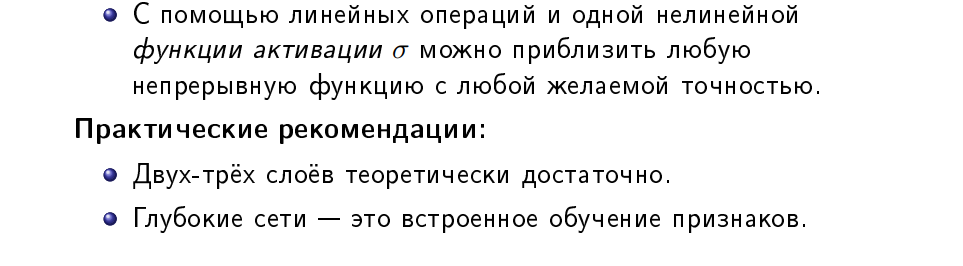 С помощью линейных операций и одной нелинейной
функции активации σ можно приблизить любую
непрерывную функцию с любой желаемой точностью.
Практические рекомендации:
Двух-трёх слоёв теоретически достаточно.
Глубокие сети — это встроенное обучение признаков.